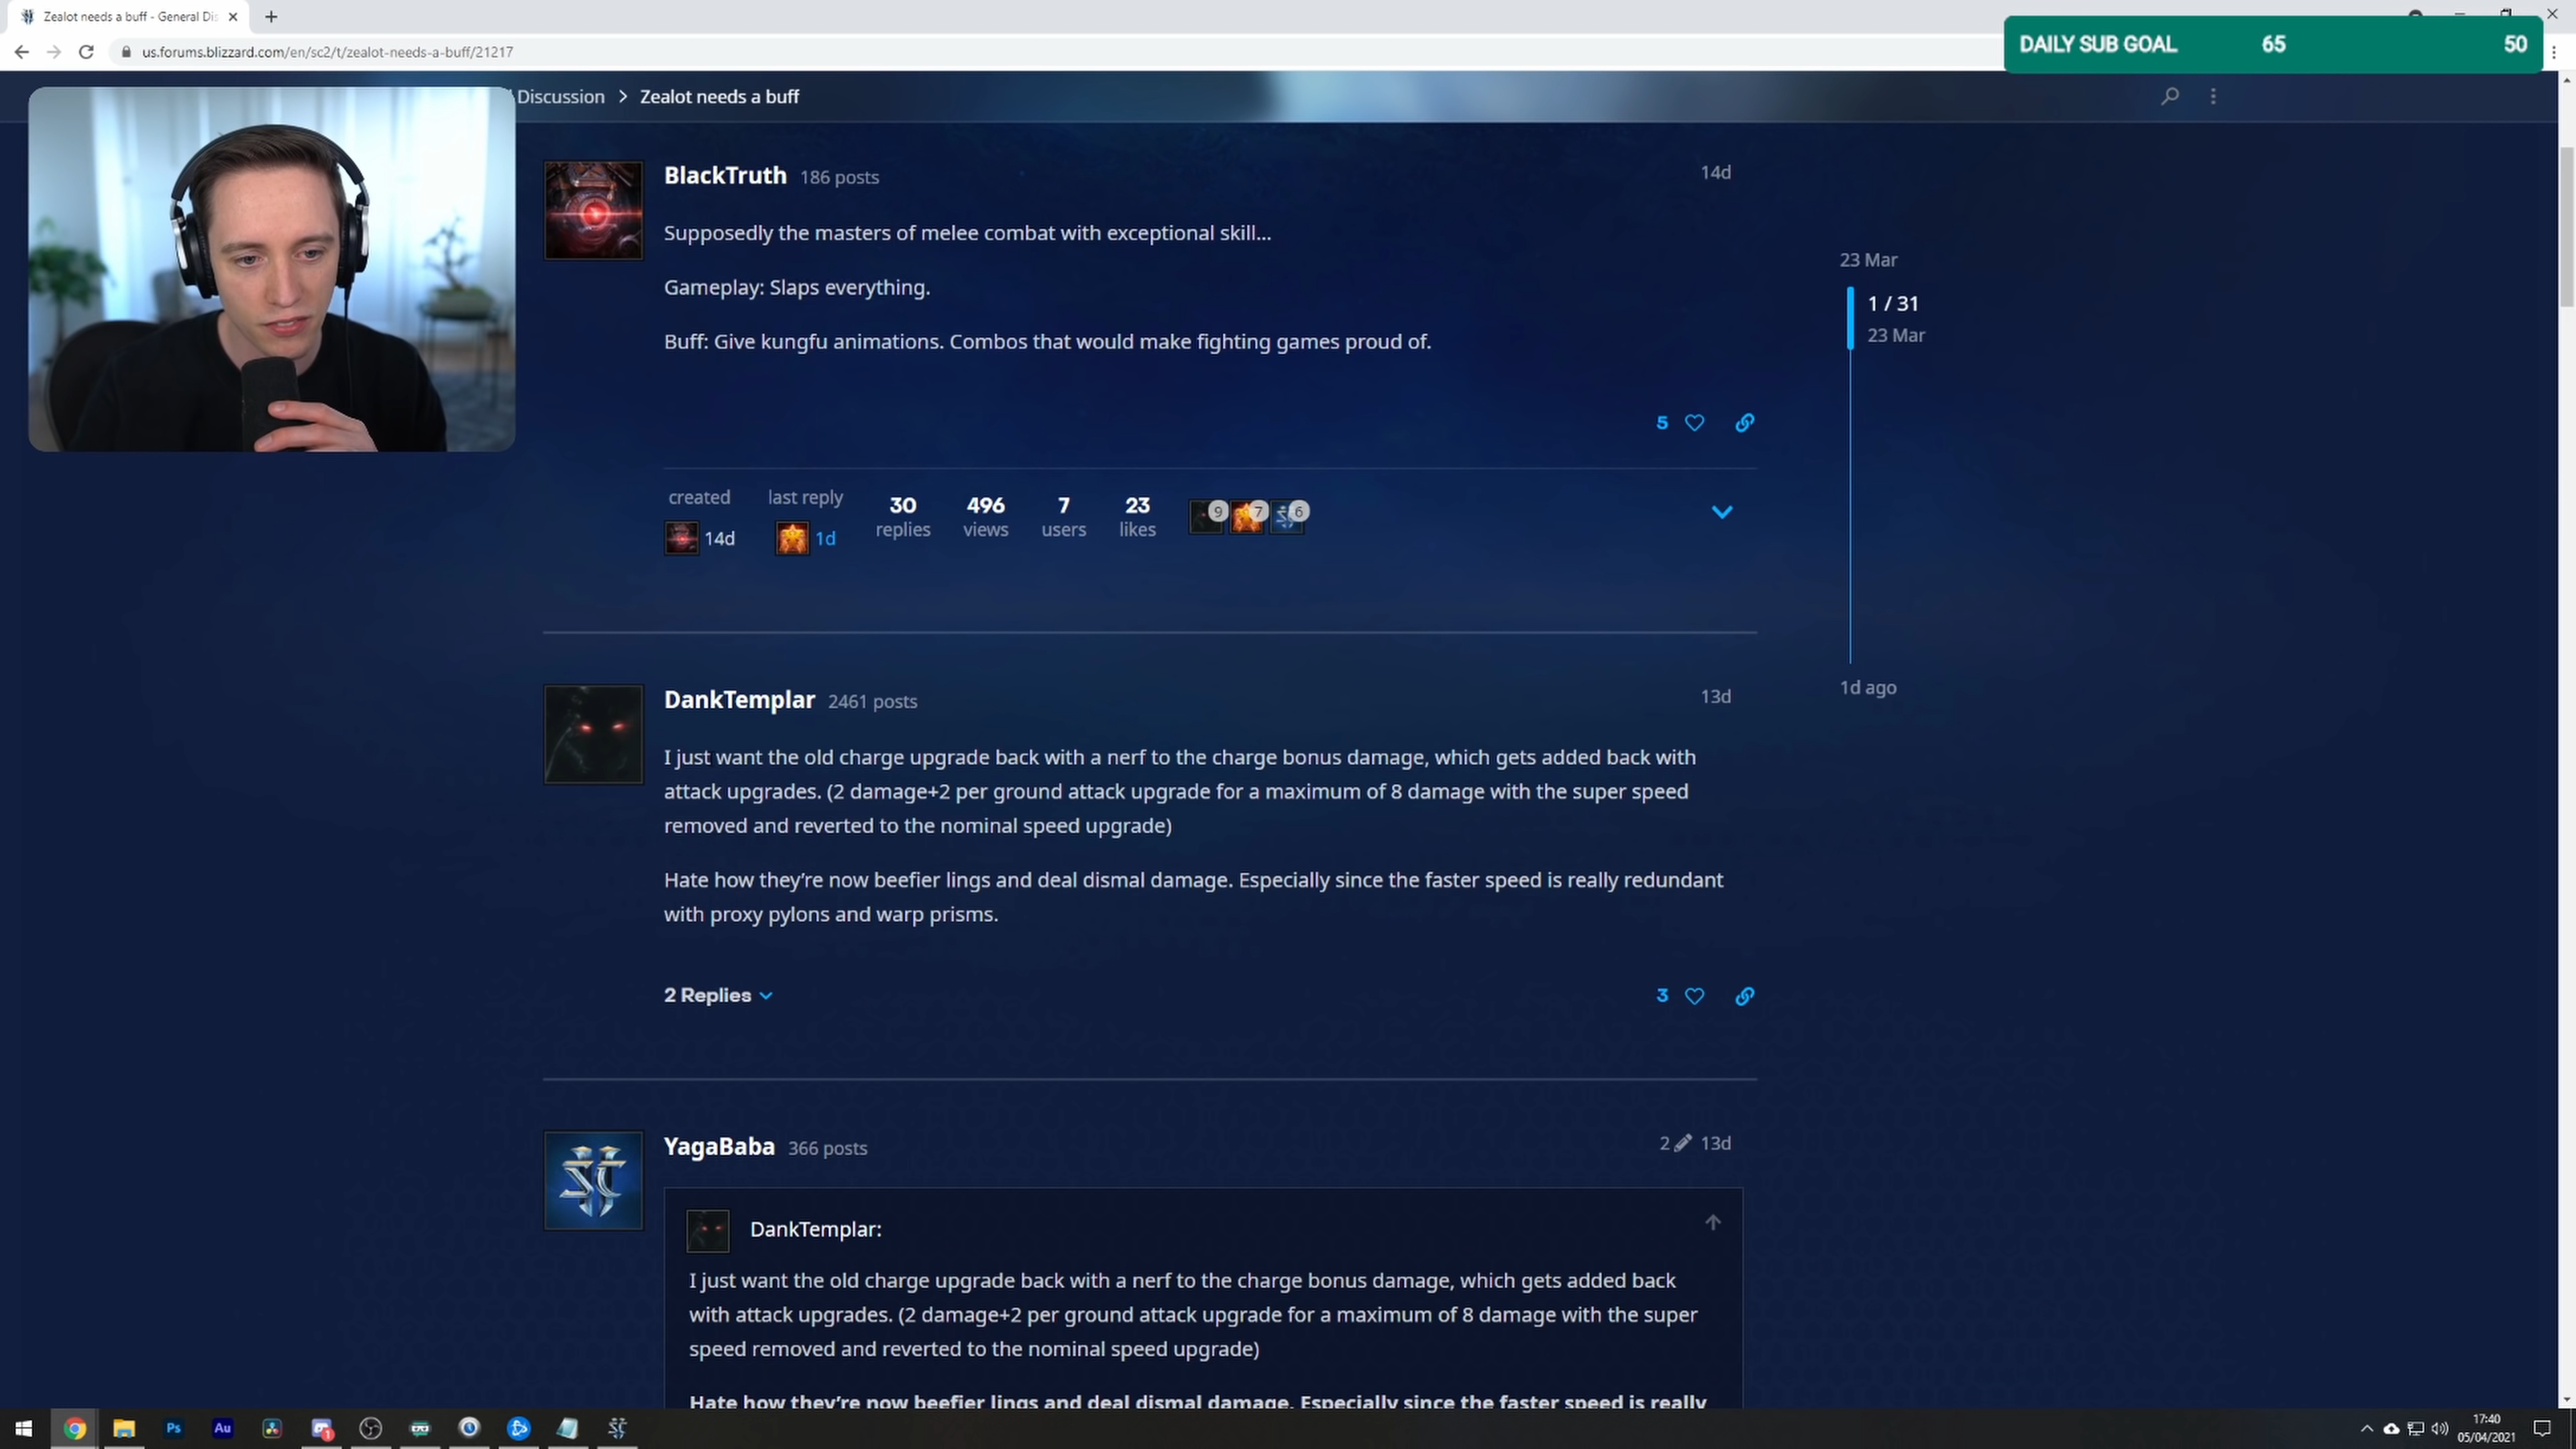 Zealot needs a buff - General Dis
us.forums.blizzard.com/en/sc2/t/zealot-needs-a-buff/21217
DAILY SUB GOAL 65 50
Discussion > Zealot needs a buff
BlackTruth 186 posts 14d
Supposedly the masters of melee combat with exceptional skill…
Gameplay: Slaps everything.
Buff: Give kungfu animations. Combos that would make fighting games proud of.
5
23 Mar
1 / 31
23 Mar
1d ago
created last reply 30 496 7 23 9 7 6
14d 1d replies views users likes
DankTemplar 2461 posts 13d
I just want the old charge upgrade back with a nerf to the charge bonus damage, which gets added back with
attack upgrades. (2 damage+2 per ground attack upgrade for a maximum of 8 damage with the super speed
removed and reverted to the nominal speed upgrade)
Hate how they’re now beefier lings and deal dismal damage. Especially since the faster speed is really redundant
with proxy pylons and warp prisms.
2 Replies 3
YagaBaba 366 posts 2 13d
DankTemplar:
I just want the old charge upgrade back with a nerf to the charge bonus damage, which gets added back
with attack upgrades. (2 damage+2 per ground attack upgrade for a maximum of 8 damage with the super
speed removed and reverted to the nominal speed upgrade)
Hate how they’re now beefier lings and deal dismal damage. Especially since the faster speed is really
Ps Au 1
17:40
05/04/2021